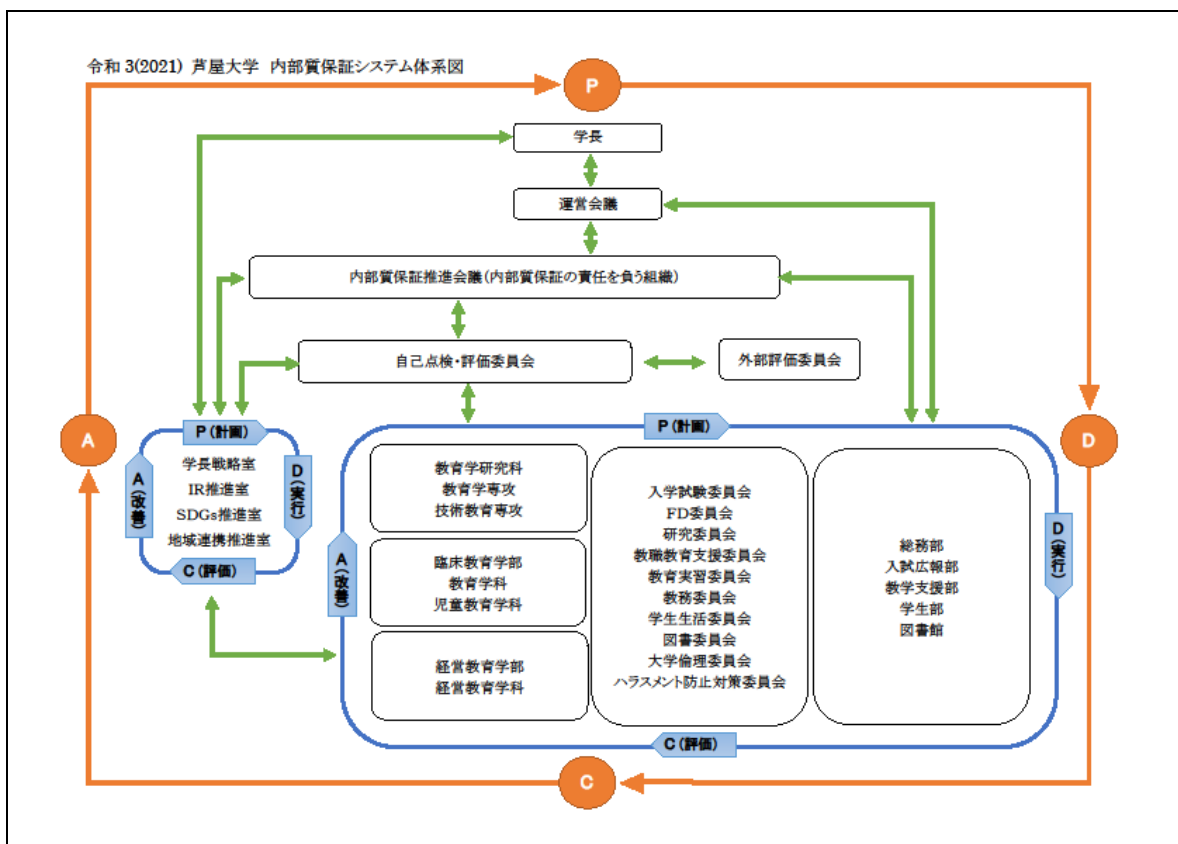 令和 3(2021) 芦屋大学 内部質保証システム体系図
P
学長
運営会議
内部質保証推進会議(内部質保証の責任を負う組織)
自己点検・評価委員会
外部評価委員会
A
D
P(計画)
学長戦略室
IR推進室
SDGs推進室
地域連携推進室
A(改善)
D(実行)
C(評価)
P(計画)
教育学研究科
教育学専攻
技術教育専攻
臨床教育学部
教育学科
児童教育学科
経営教育学部
経営教育学科
入学試験委員会
FD委員会
研究委員会
教職教育支援委員会
教育実習委員会
教務委員会
学生生活委員会
図書委員会
大学倫理委員会
ハラスメント防止対策委員会
総務部
入試広報部
教学支援部
学生部
図書館
A(改善)
D(実行)
C(評価)
C